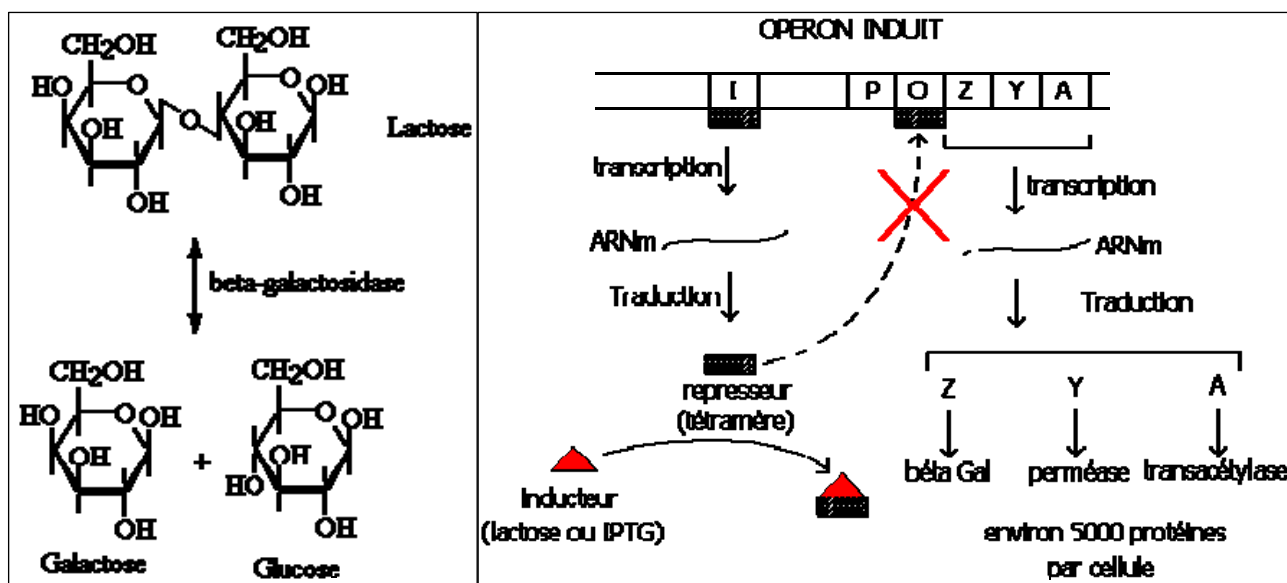 CH2OH
CH2OH
HO
O
O
OH
O
OH
OH
OH
OH
Lactose
beta-galactosidase
CH2OH
CH2OH
HO
O
OH
O
OH
OH
+
OH
HO
OH
OH
Galactose
Glucose
OPERON INDUIT
I
P
O
Z
Y
A
transcription
transcription
ARNm
ARNm
Traduction
Traduction
represseur
(tétramère)
Z
Y
A
béta Gal
perméase
transacétylase
Inducteur
(lactose ou IPTG)
environ 5000 protéines
par cellule